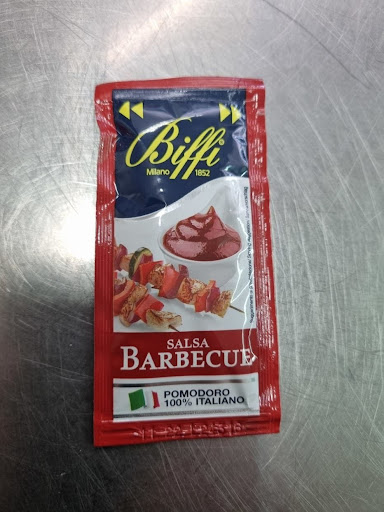 Biffi
Milano 1852
SALSA
BARBECUE
POMODORO
100% ITALIANO